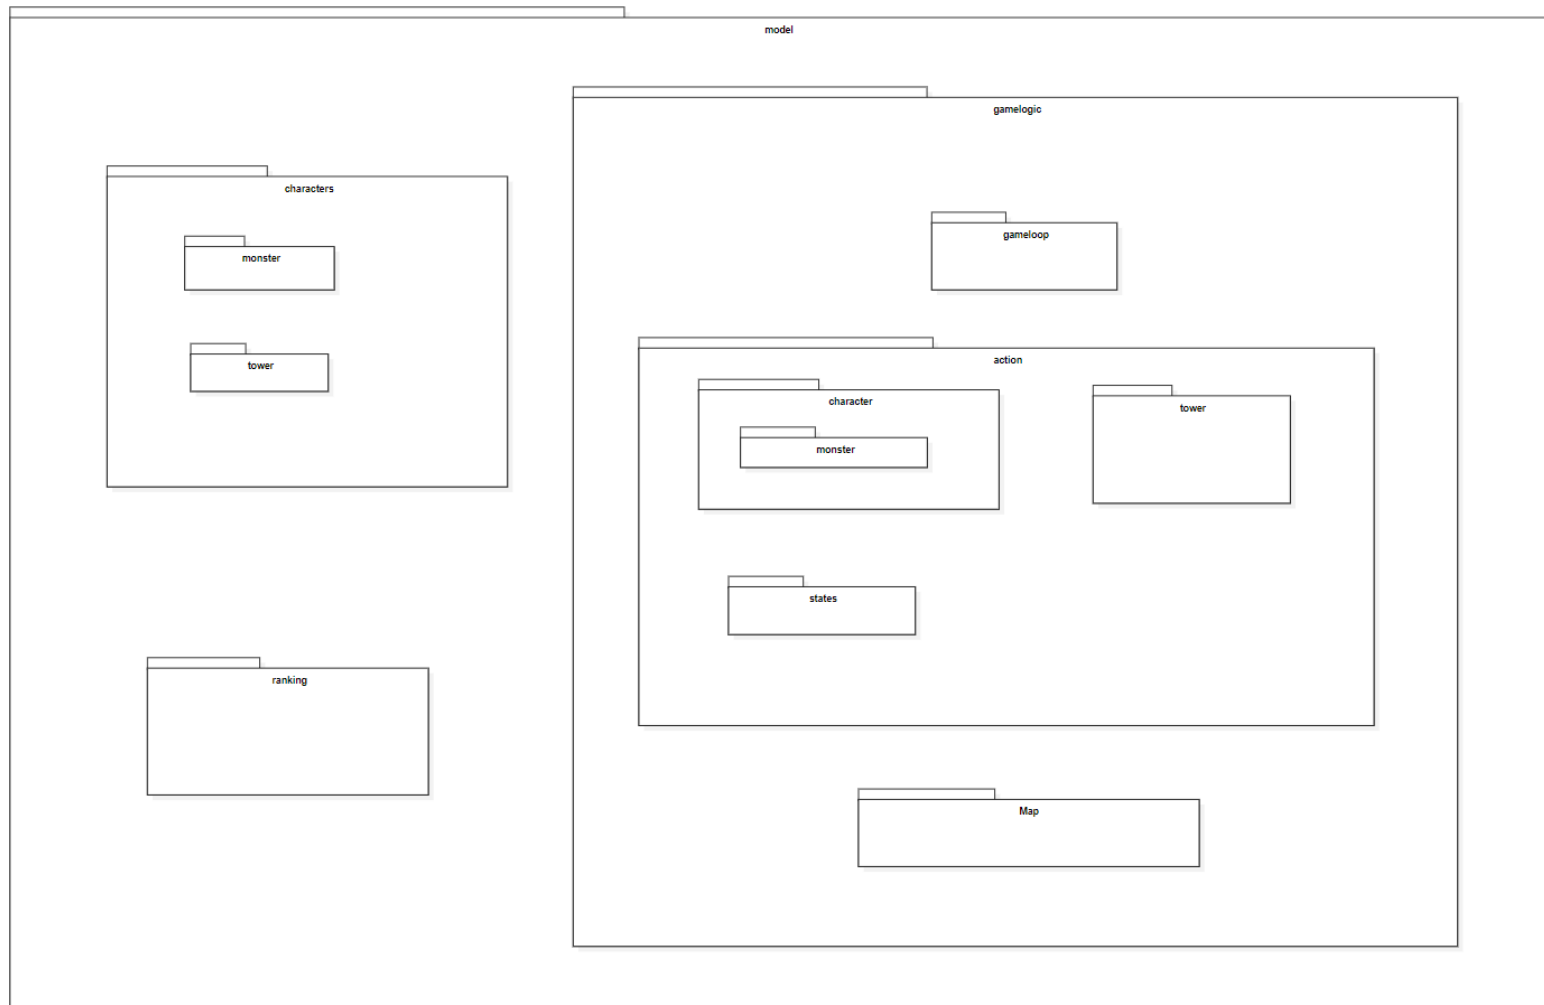 model
gamelogic
characters
monster
tower
gameloop
action
character
monster
tower
states
ranking
Map